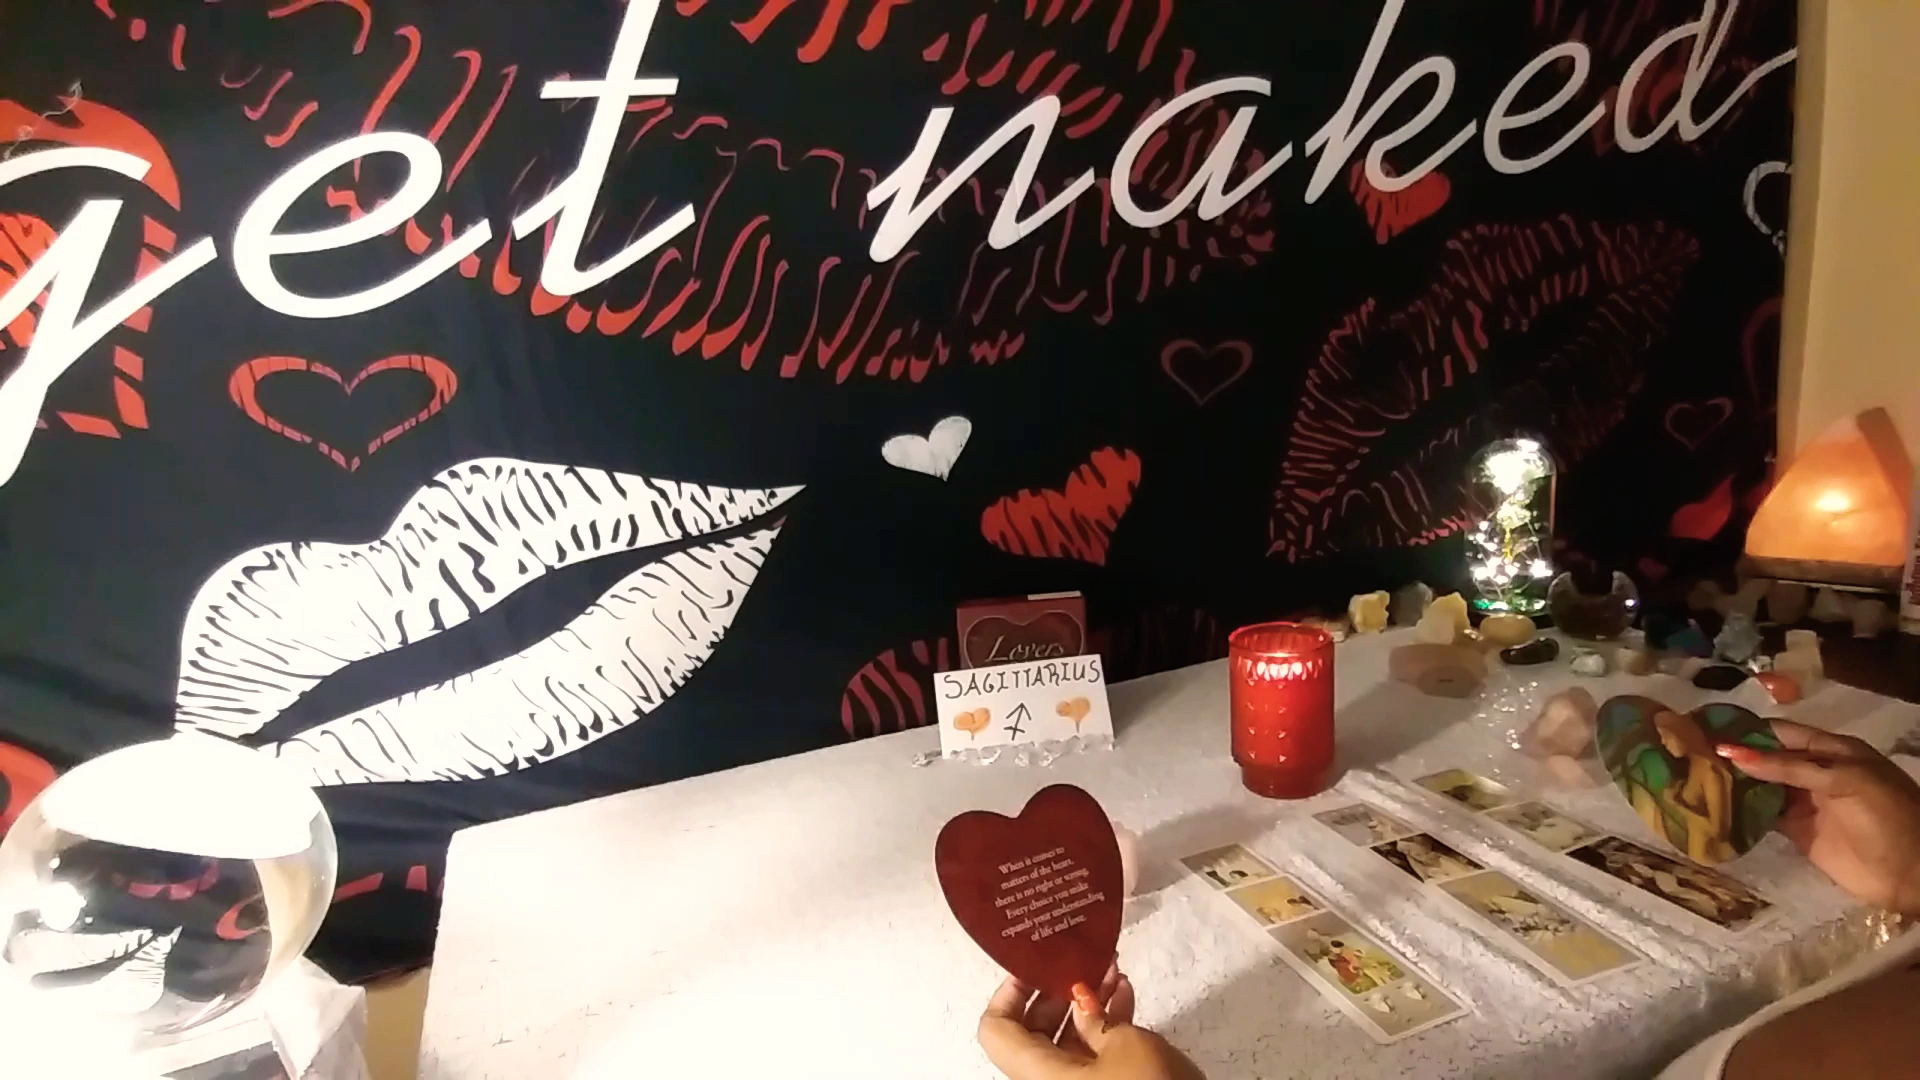 get naked
Lovers
SAGITTARIUS
When it comes to
matters of the heart,
there is no right or wrong.
Every choice you make
expands your understanding
of life and love.